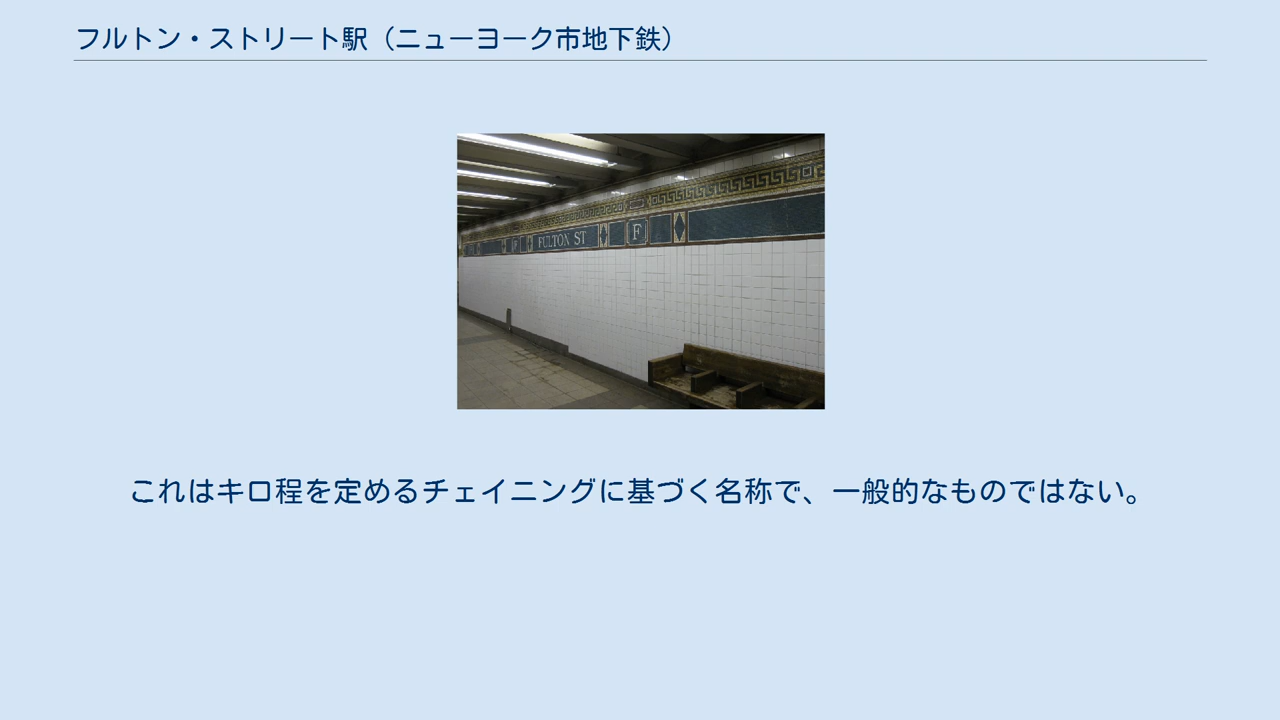 フルトン・ストリート駅（ニューヨーク市地下鉄）
FULTON ST
F
これはキロ程を定めるチェイニングに基づく名称で、一般的なものではない。